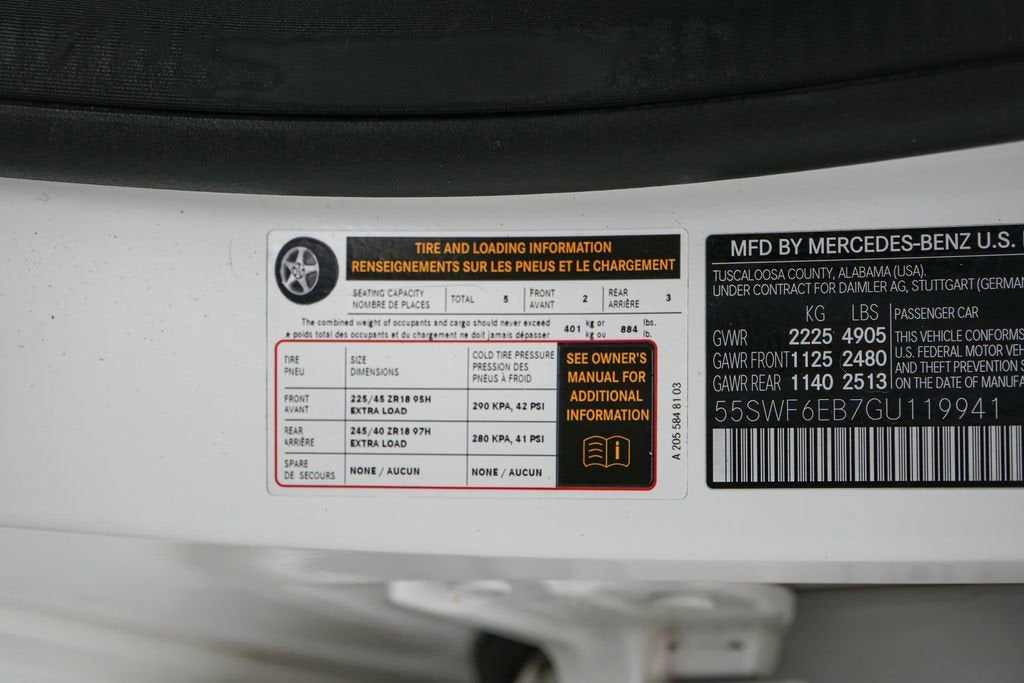 TIRE AND LOADING INFORMATION
RENSEIGNEMENTS SUR LES PNEUS ET LE CHARGEMENT
SEATING CAPACITY
NOMBRE DE PLACES
TOTAL 5
FRONT
AVANT
2
REAR
ARRIÈRE
3
The combined weight of occupants and cargo should never exceed
e poids total des occupants et du chargement ne doit jamais dépasser
401 kg or
kg ou
884 lbs.
lb.
TIRE
PNEU
SIZE
DIMENSIONS
COLD TIRE PRESSURE
PRESSION DES
PNEUS À FROID
FRONT
AVANT
225/45 ZR18 95H
EXTRA LOAD
290 KPA, 42 PSI
REAR
ARRIÈRE
245/40 ZR18 97H
EXTRA LOAD
280 KPA, 41 PSI
SPARE
DE SECOURS
NONE / AUCUN
NONE / AUCUN
SEE OWNER'S
MANUAL FOR
ADDITIONAL
INFORMATION
A 205 584 81 03
MFD BY MERCEDES-BENZ U.S.
TUSCALOOSA COUNTY, ALABAMA (USA).
UNDER CONTRACT FOR DAIMLER AG, STUTTGART (GERMA
KG LBS
GVWR 2225 4905
GAWR FRONT 1125 2480
GAWR REAR 1140 2513
PASSENGER CAR
THIS VEHICLE CONFORMS
U.S. FEDERAL MOTOR VEH
AND THEFT PREVENTION S
ON THE DATE OF MANUFA
55SWF6EB7GU119941